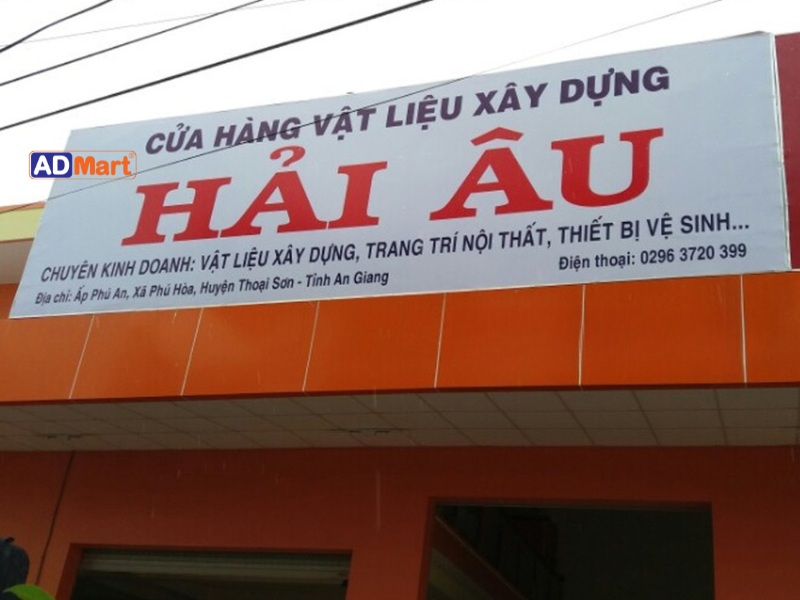 CỬA HÀNG VẬT LIỆU XÂY DỰNG
ADMart
HẢI ÂU
CHUYÊN KINH DOANH: VẬT LIỆU XÂY DỰNG, TRANG TRÍ NỘI THẤT, THIẾT BỊ VỆ SINH...
Địa chỉ: Ấp Phú An, Xã Phú Hòa, Huyện Thoại Sơn - Tỉnh An Giang
Điện thoại: 0296 3720 399